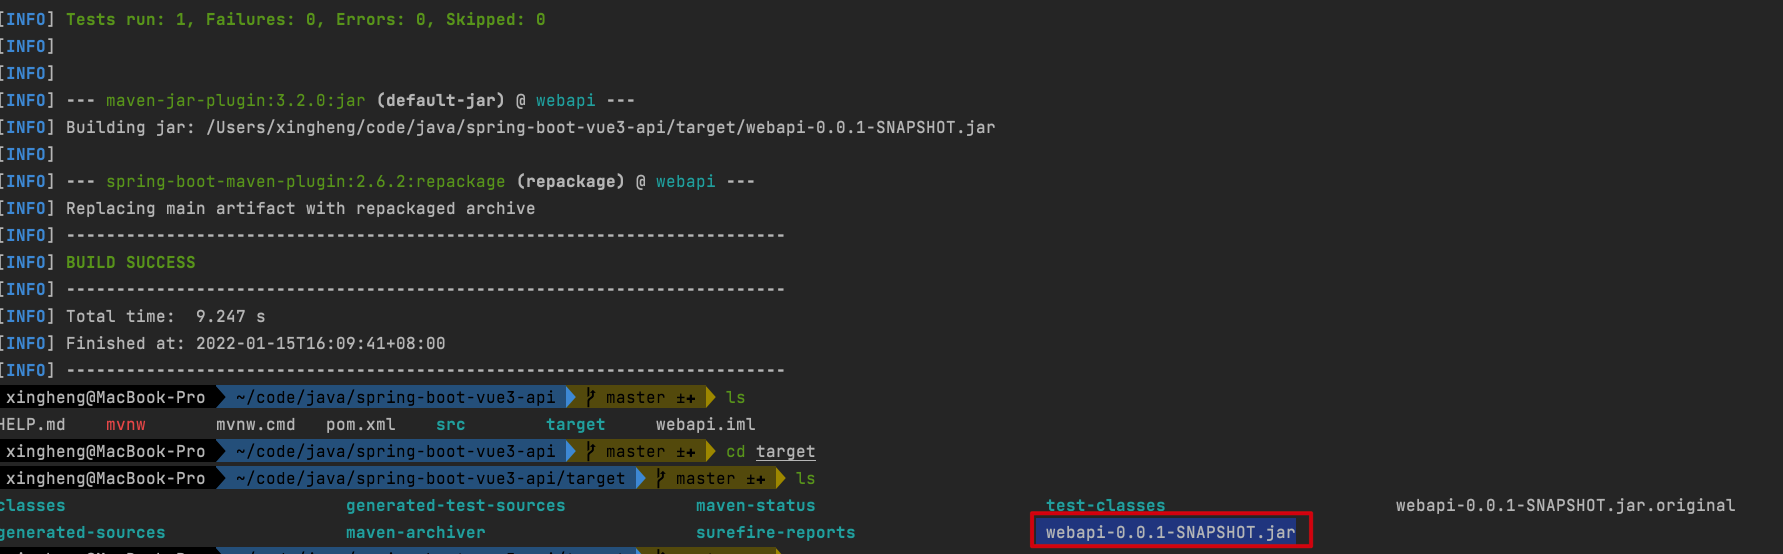 [INFO] Tests run: 1, Failures: 0, Errors: 0, Skipped: 0
[INFO]
[INFO]
[INFO] --- maven-jar-plugin:3.2.0:jar (default-jar) @ webapi ---
[INFO] Building jar: /Users/xingheng/code/java/spring-boot-vue3-api/target/webapi-0.0.1-SNAPSHOT.jar
[INFO]
[INFO] --- spring-boot-maven-plugin:2.6.2:repackage (repackage) @ webapi ---
[INFO] Replacing main artifact with repackaged archive
[INFO] ------------------------------------------------------------------------
[INFO] BUILD SUCCESS
[INFO] ------------------------------------------------------------------------
[INFO] Total time:  9.247 s
[INFO] Finished at: 2022-01-15T16:09:41+08:00
[INFO] ------------------------------------------------------------------------
xingheng@MacBook-Pro ~/code/java/spring-boot-vue3-api master ±✚ ls
HELP.md mvnw mvnw.cmd pom.xml src target webapi.iml
xingheng@MacBook-Pro ~/code/java/spring-boot-vue3-api master ±✚ cd target
xingheng@MacBook-Pro ~/code/java/spring-boot-vue3-api/target master ±✚ ls
classes generated-test-sources maven-status test-classes webapi-0.0.1-SNAPSHOT.jar.original
generated-sources maven-archiver surefire-reports webapi-0.0.1-SNAPSHOT.jar